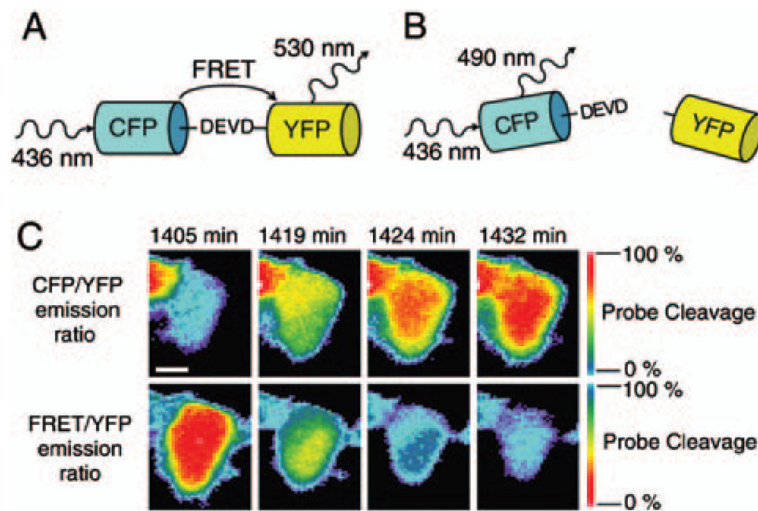 A
530 nm
FRET
CFP
DEVD
YFP
436 nm
B
490 nm
CFP
DEVD
YFP
436 nm
C
1405 min
1419 min
1424 min
1432 min
CFP/YFP
emission
ratio
100 %
Probe Cleavage
0 %
FRET/YFP
emission
ratio
100 %
Probe Cleavage
0 %